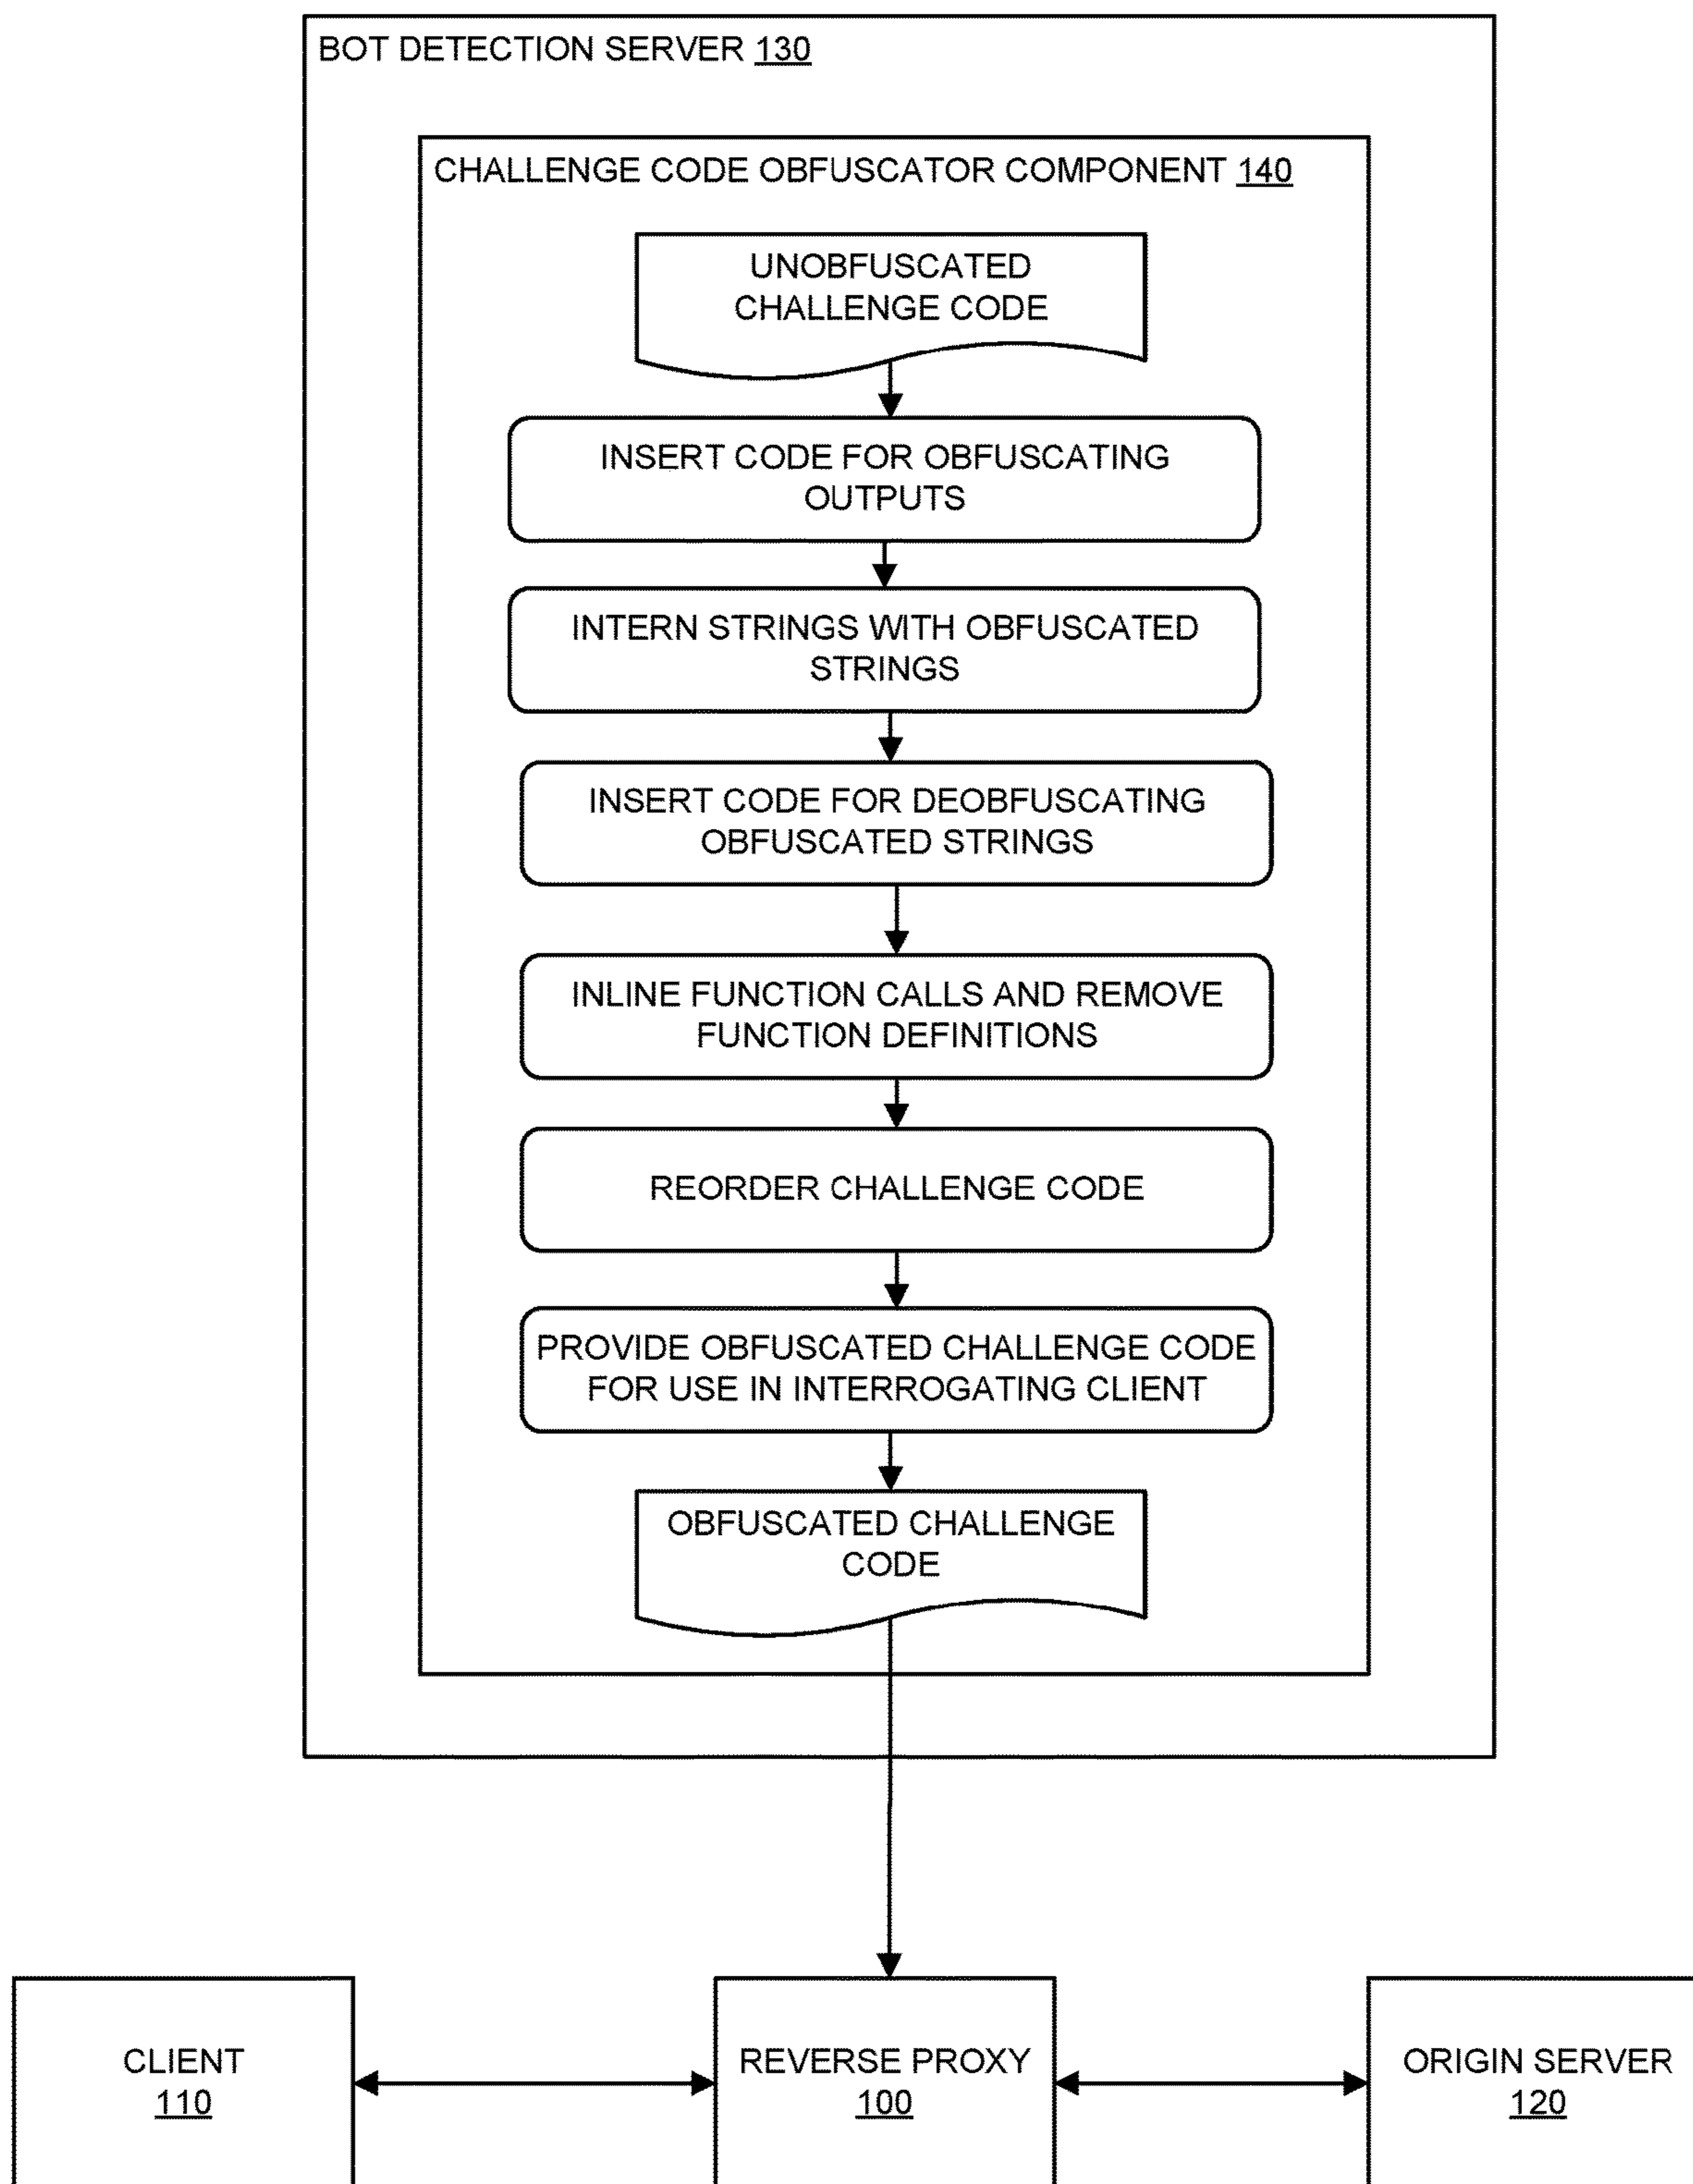 BOT DETECTION SERVER 130
CHALLENGE CODE OBFUSCATOR COMPONENT 140
UNOBFUSCATED
CHALLENGE CODE
INSERT CODE FOR OBFUSCATING
OUTPUTS
INTERN STRINGS WITH OBFUSCATED
STRINGS
INSERT CODE FOR DEOBFUSCATING
OBFUSCATED STRINGS
INLINE FUNCTION CALLS AND REMOVE
FUNCTION DEFINITIONS
REORDER CHALLENGE CODE
PROVIDE OBFUSCATED CHALLENGE CODE
FOR USE IN INTERROGATING CLIENT
OBFUSCATED CHALLENGE
CODE
CLIENT
110
REVERSE PROXY
100
ORIGIN SERVER
120